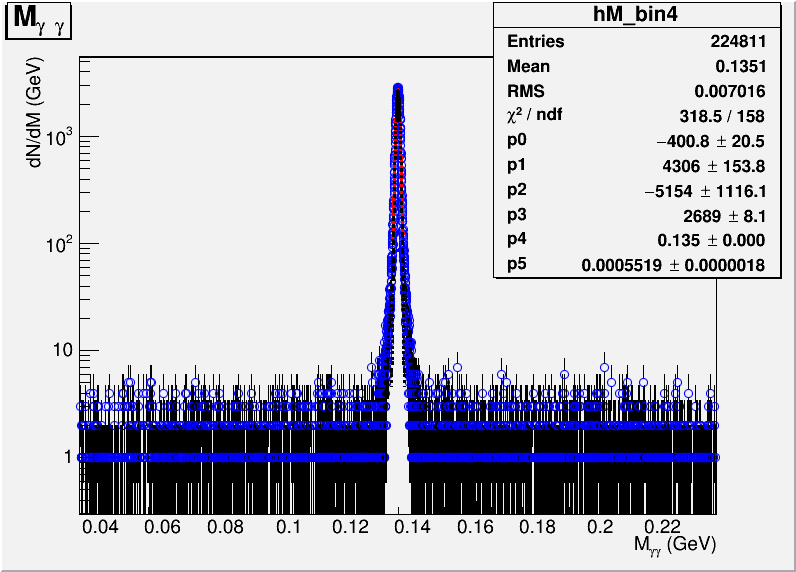 M_γ γ
hM_bin4
Entries 224811
Mean 0.1351
RMS 0.007016
χ² / ndf 318.5 / 158
p0 −400.8 ± 20.5
p1 4306 ± 153.8
p2 −5154 ± 1116.1
p3 2689 ± 8.1
p4 0.135 ± 0.000
p5 0.0005519 ± 0.0000018
dN/dM (GeV)
10³
10²
10
1
0.04 0.06 0.08 0.1 0.12 0.14 0.16 0.18 0.2 0.22
M_γγ (GeV)